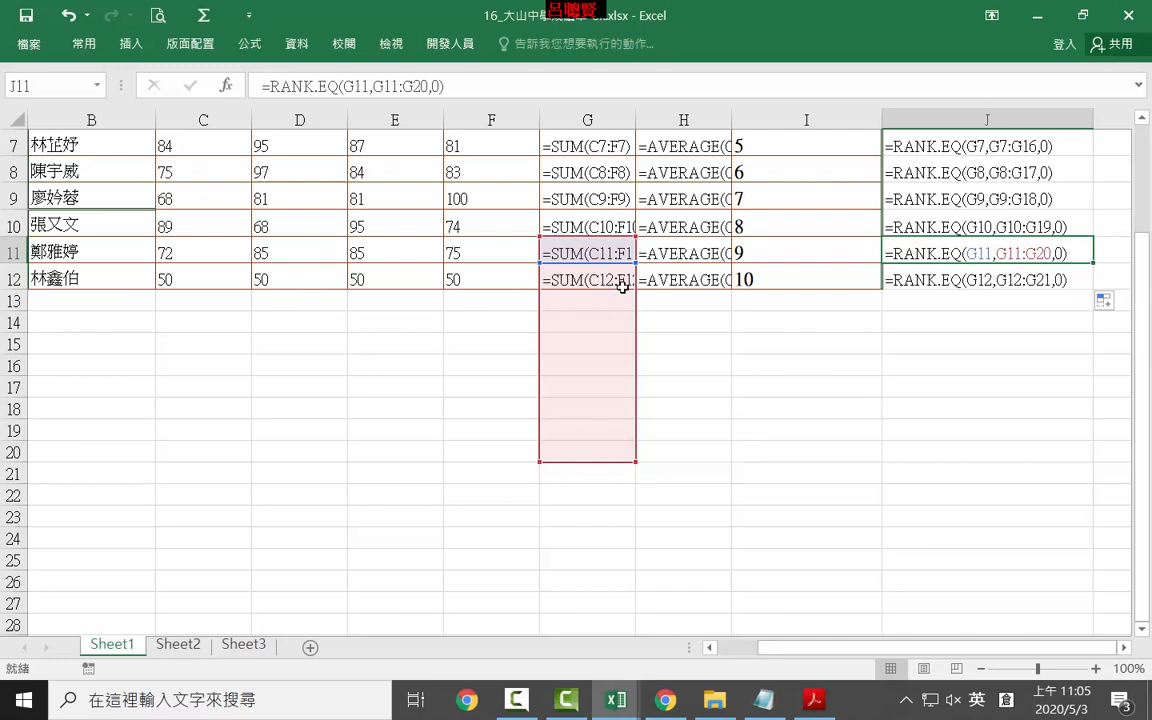 16_大山中學
.xlsx - Excel
呂聰賢
檔案 常用 插入 版面配置 公式 資料 校閱 檢視 開發人員 告訴我您想要執行的動作... 登入 共用
J11 fx =RANK.EQ(G11,G11:G20,0)
B C D E F G H I J
7 林芷妤 84 95 87 81 =SUM(C7:F7) =AVERAGE(C 5 =RANK.EQ(G7,G7:G16,0)
8 陳宇威 75 97 84 83 =SUM(C8:F8) =AVERAGE(C 6 =RANK.EQ(G8,G8:G17,0)
9 廖妗蓉 68 81 81 100 =SUM(C9:F9) =AVERAGE(C 7 =RANK.EQ(G9,G9:G18,0)
10 張又文 89 68 95 74 =SUM(C10:F10 =AVERAGE(C 8 =RANK.EQ(G10,G10:G19,0)
11 鄭雅婷 72 85 85 75 =SUM(C11:F1 =AVERAGE(C 9 =RANK.EQ(G11,G11:G20,0)
12 林鑫伯 50 50 50 50 =SUM(C12:F12 =AVERAGE(C 10 =RANK.EQ(G12,G12:G21,0)
13
14
15
16
17
18
19
20
21
22
23
24
25
26
27
28
Sheet1 Sheet2 Sheet3
就緒 100%
在這裡輸入文字來搜尋 英 上午 11:05
2020/5/3 3